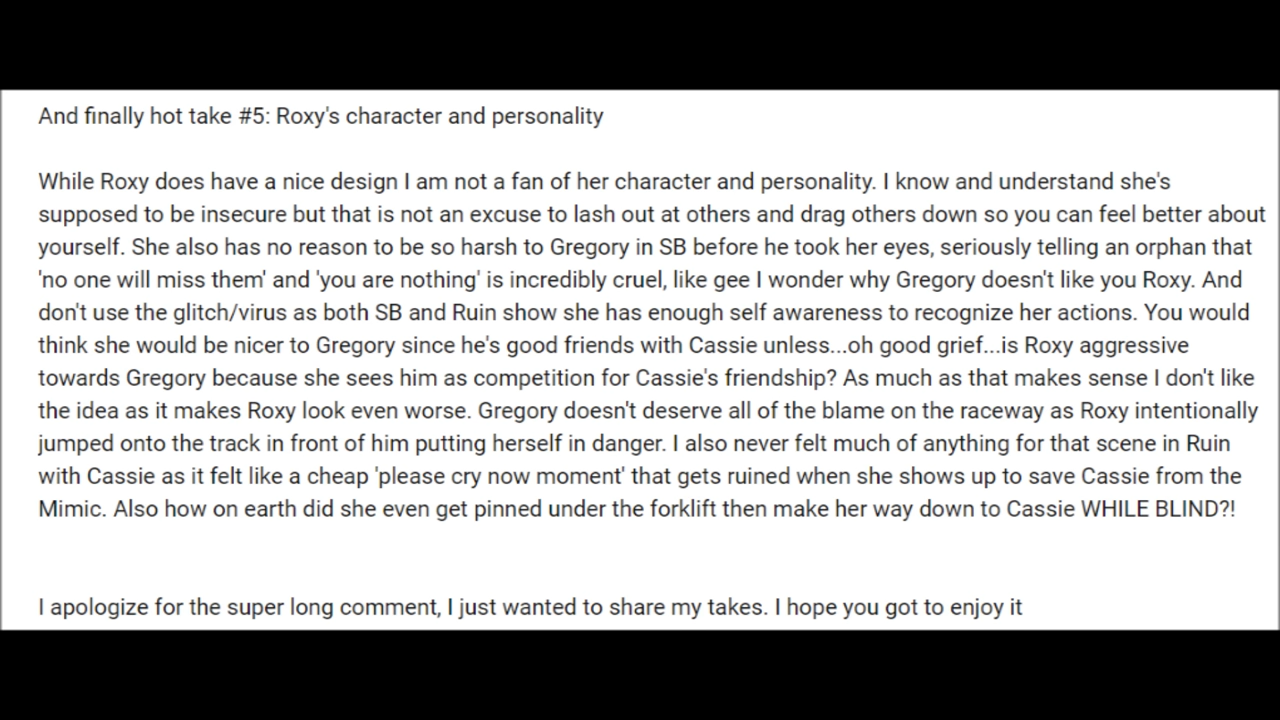 And finally hot take #5: Roxy's character and personality
While Roxy does have a nice design I am not a fan of her character and personality. I know and understand she's
supposed to be insecure but that is not an excuse to lash out at others and drag others down so you can feel better about
yourself. She also has no reason to be so harsh to Gregory in SB before he took her eyes, seriously telling an orphan that
'no one will miss them' and 'you are nothing' is incredibly cruel, like gee I wonder why Gregory doesn't like you Roxy. And
don't use the glitch/virus as both SB and Ruin show she has enough self awareness to recognize her actions. You would
think she would be nicer to Gregory since he's good friends with Cassie unless...oh good grief...is Roxy aggressive
towards Gregory because she sees him as competition for Cassie's friendship? As much as that makes sense I don't like
the idea as it makes Roxy look even worse. Gregory doesn't deserve all of the blame on the raceway as Roxy intentionally
jumped onto the track in front of him putting herself in danger. I also never felt much of anything for that scene in Ruin
with Cassie as it felt like a cheap 'please cry now moment' that gets ruined when she shows up to save Cassie from the
Mimic. Also how on earth did she even get pinned under the forklift then make her way down to Cassie WHILE BLIND?!
I apologize for the super long comment, I just wanted to share my takes. I hope you got to enjoy it